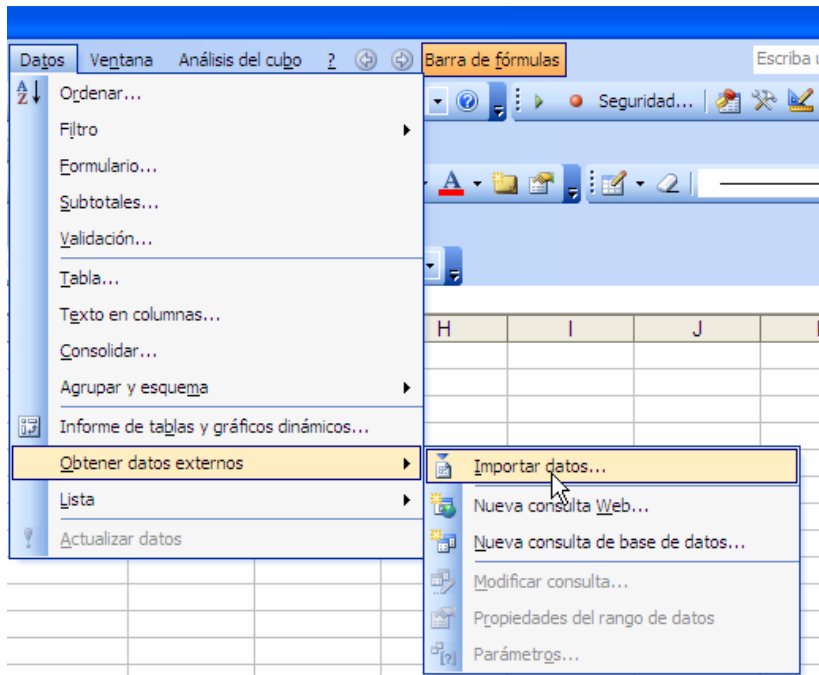 Datos Ventana Análisis del cubo ? Barra de fórmulas Escriba
Ordenar...
Seguridad...
Filtro
Formulario...
Subtotales...
Validación...
Tabla...
Texto en columnas...
H I J
Consolidar...
Agrupar y esquema
Informe de tablas y gráficos dinámicos...
Obtener datos externos
Importar datos...
Lista
Nueva consulta Web...
Actualizar datos
Nueva consulta de base de datos...
Modificar consulta...
Propiedades del rango de datos
Parámetros...